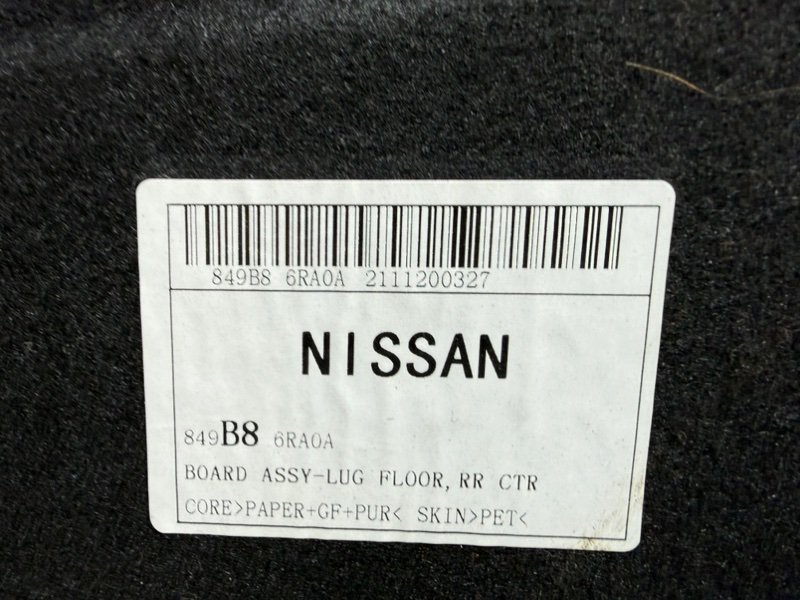 849B8 6RA0A 2111200327
NISSAN
849B8 6RA0A
BOARD ASSY-LUG FLOOR, RR CTR
CORE>PAPER+GF+PUR< SKIN>PET<